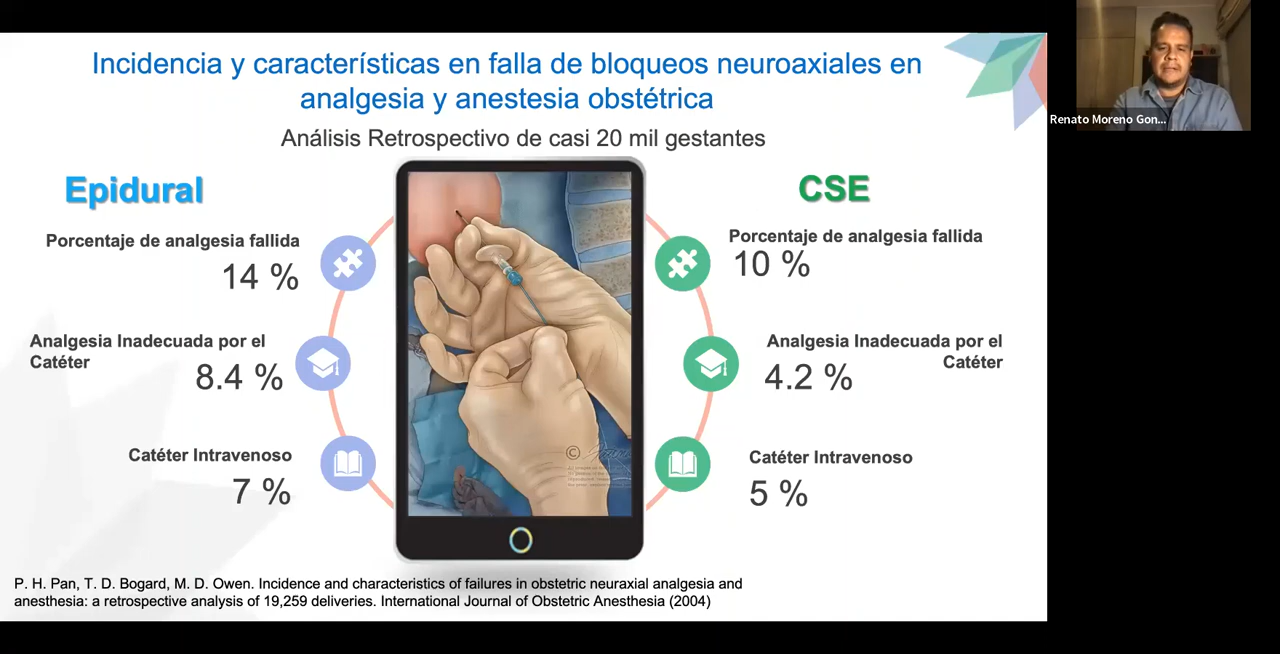 Incidencia y características en falla de bloqueos neuroaxiales en
analgesia y anestesia obstétrica
Análisis Retrospectivo de casi 20 mil gestantes
Renato Moreno Gon...
Epidural
Porcentaje de analgesia fallida
14 %
Analgesia Inadecuada por el
Catéter
8.4 %
Catéter Intravenoso
7 %
CSE
Porcentaje de analgesia fallida
10 %
Analgesia Inadecuada por el
Catéter
4.2 %
Catéter Intravenoso
5 %
©
P. H. Pan, T. D. Bogard, M. D. Owen. Incidence and characteristics of failures in obstetric neuraxial analgesia and
anesthesia: a retrospective analysis of 19,259 deliveries. International Journal of Obstetric Anesthesia (2004)